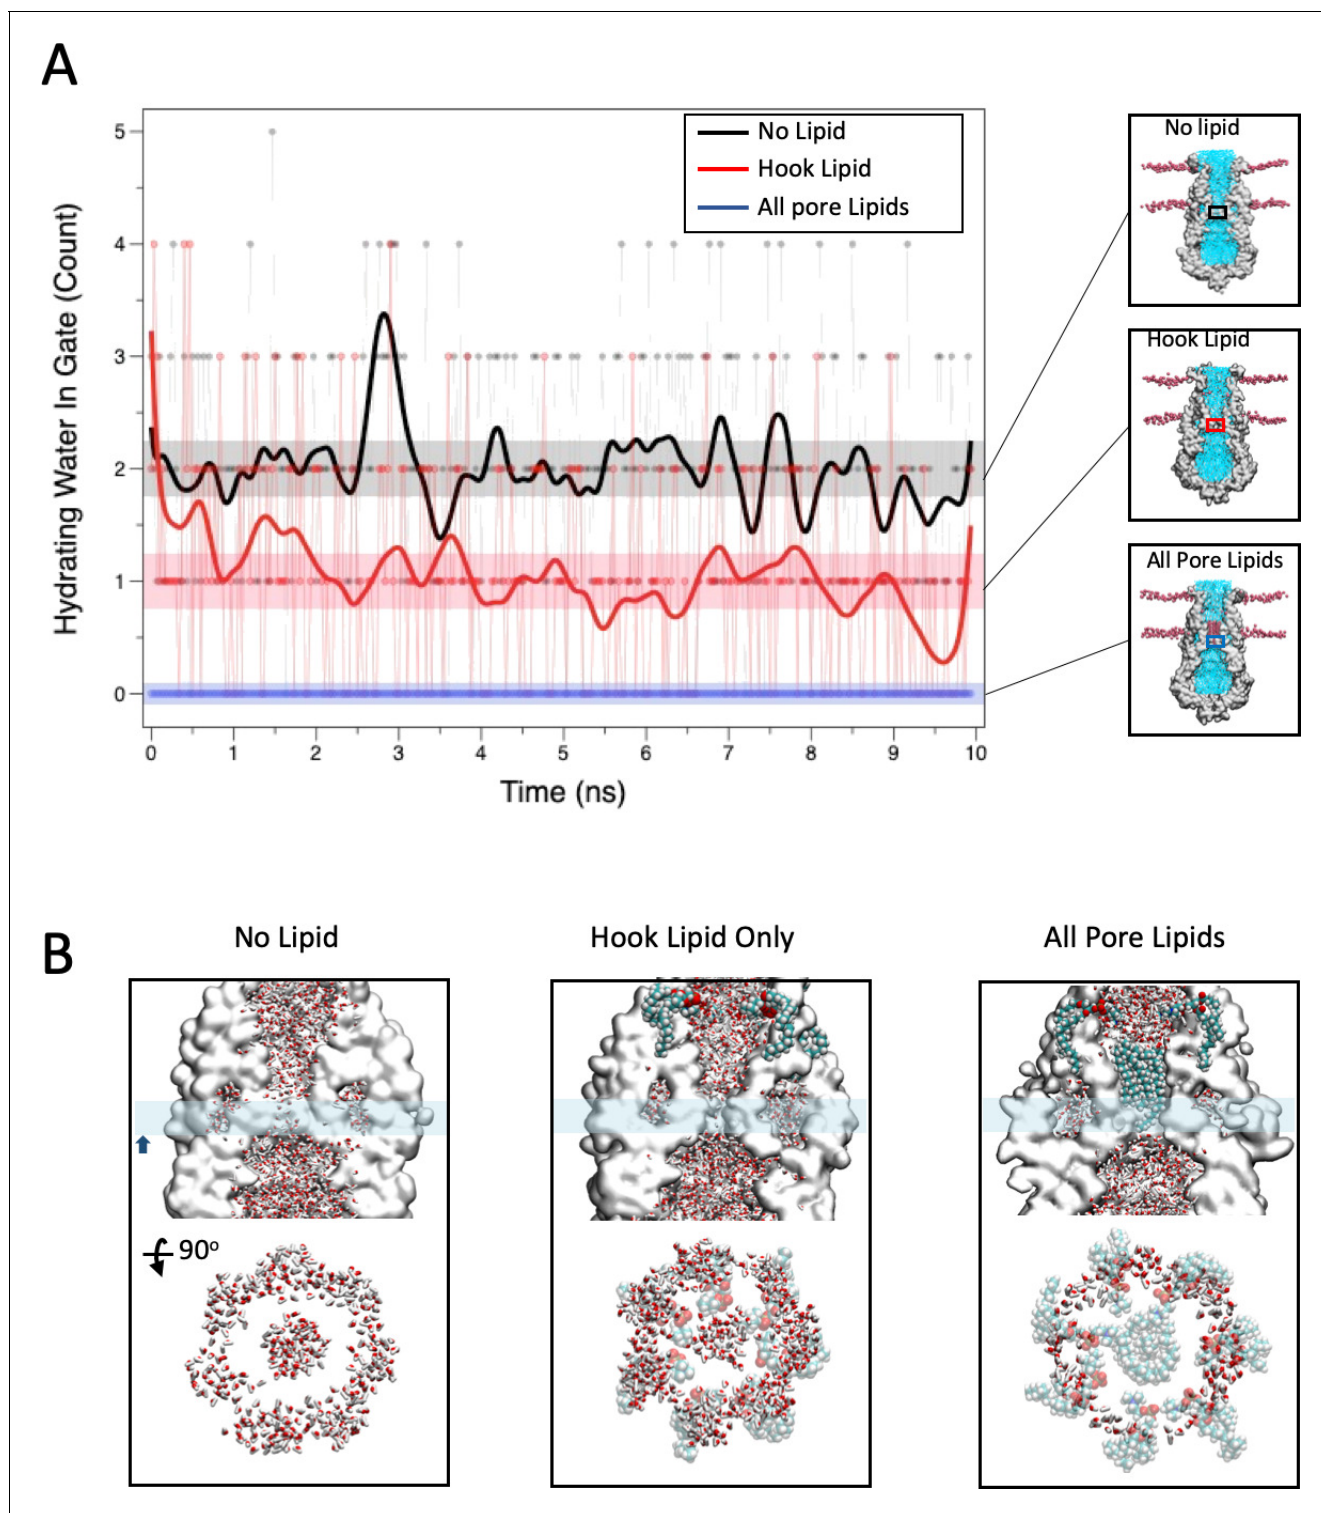 A
Hydrating Water In Gate (Count)
5
4
3
2
1
0
No Lipid
Hook Lipid
All pore Lipids
0 1 2 3 4 5 6 7 8 9 10
Time (ns)
No lipid
Hook Lipid
All Pore Lipids
B
No Lipid
Hook Lipid Only
All Pore Lipids
90º